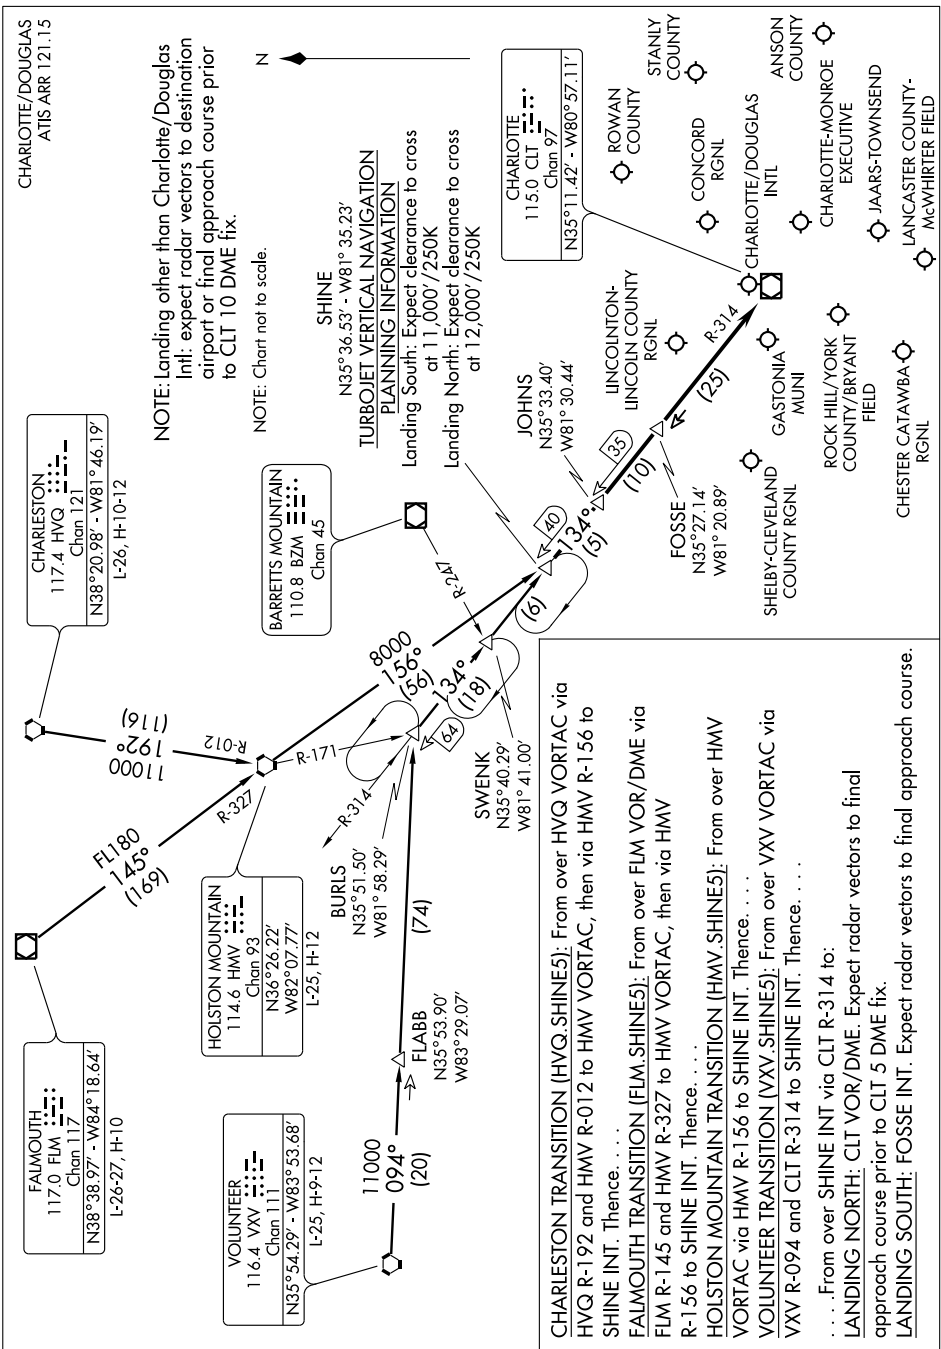 CHARLOTTE/DOUGLAS
ATIS ARR 121.15
NOTE: Landing other than Charlotte/Douglas
Intl: expect radar vectors to destination
airport or final approach course prior
to CLT 10 DME fix.
NOTE: Chart not to scale.
N
SHINE
N35°36.53' - W81° 35.23'
TURBOJET VERTICAL NAVIGATION
PLANNING INFORMATION
Landing South: Expect clearance to cross
at 11,000'/250K
Landing North: Expect clearance to cross
at 12,000'/250K
CHARLESTON
117.4 HVQ
Chan 121
N38°20.98' - W81°46.19'
L-26, H-10-12
BARRETTS MOUNTAIN
110.8 BZM
Chan 45
CHARLOTTE
115.0 CLT
Chan 97
N35°11.42' - W80°57.11'
FALMOUTH
117.0 FLM
Chan 117
N38°38.97' - W84°18.64'
L-26-27, H-10
HOLSTON MOUNTAIN
114.6 HMV
Chan 93
N36°26.22'
W82°07.77'
L-25, H-12
VOLUNTEER
116.4 VXV
Chan 111
N35°54.29' - W83°53.68'
L-25, H-9-12
FL180
145°
(169)
R-327
11000
192°
(116)
R-012
8000
156°
(56)
R-171
R-314
R-247
11000
094°
(20)
FLABB
N35°53.90'
W83°29.07'
(74)
BURLS
N35°51.50'
W81°58.29'
64
134°
(18)
SWENK
N35°40.29'
W81°41.00'
(6)
40
134°
(5)
JOHNS
N35°33.40'
W81°30.44'
35
(10)
FOSSE
N35°27.14'
W81°20.89'
(25)
R-314
STANLY
COUNTY
ROWAN
COUNTY
ANSON
COUNTY
CONCORD
RGNL
CHARLOTTE/DOUGLAS
INTL
CHARLOTTE-MONROE
EXECUTIVE
JAARS-TOWNSEND
LANCASTER COUNTY-
McWHIRTER FIELD
LINCOLNTON-
LINCOLN COUNTY
RGNL
GASTONIA
MUNI
ROCK HILL/YORK
COUNTY/BRYANT
FIELD
CHESTER CATAWBA
RGNL
SHELBY-CLEVELAND
COUNTY RGNL
CHARLESTON TRANSITION (HVQ.SHINE5): From over HVQ VORTAC via
HVQ R-192 and HMV R-012 to HMV VORTAC, then via HMV R-156 to
SHINE INT. Thence. . . .
FALMOUTH TRANSITION (FLM.SHINE5): From over FLM VOR/DME via
FLM R-145 and HMV R-327 to HMV VORTAC, then via HMV
R-156 to SHINE INT. Thence. . . .
HOLSTON MOUNTAIN TRANSITION (HMV.SHINE5): From over HMV
VORTAC via HMV R-156 to SHINE INT. Thence. . . .
VOLUNTEER TRANSITION (VXV.SHINE5): From over VXV VORTAC via
VXV R-094 and CLT R-314 to SHINE INT. Thence. . . .
. . . .From over SHINE INT via CLT R-314 to:
LANDING NORTH: CLT VOR/DME. Expect radar vectors to final
approach course prior to CLT 5 DME fix.
LANDING SOUTH: FOSSE INT. Expect radar vectors to final approach course.